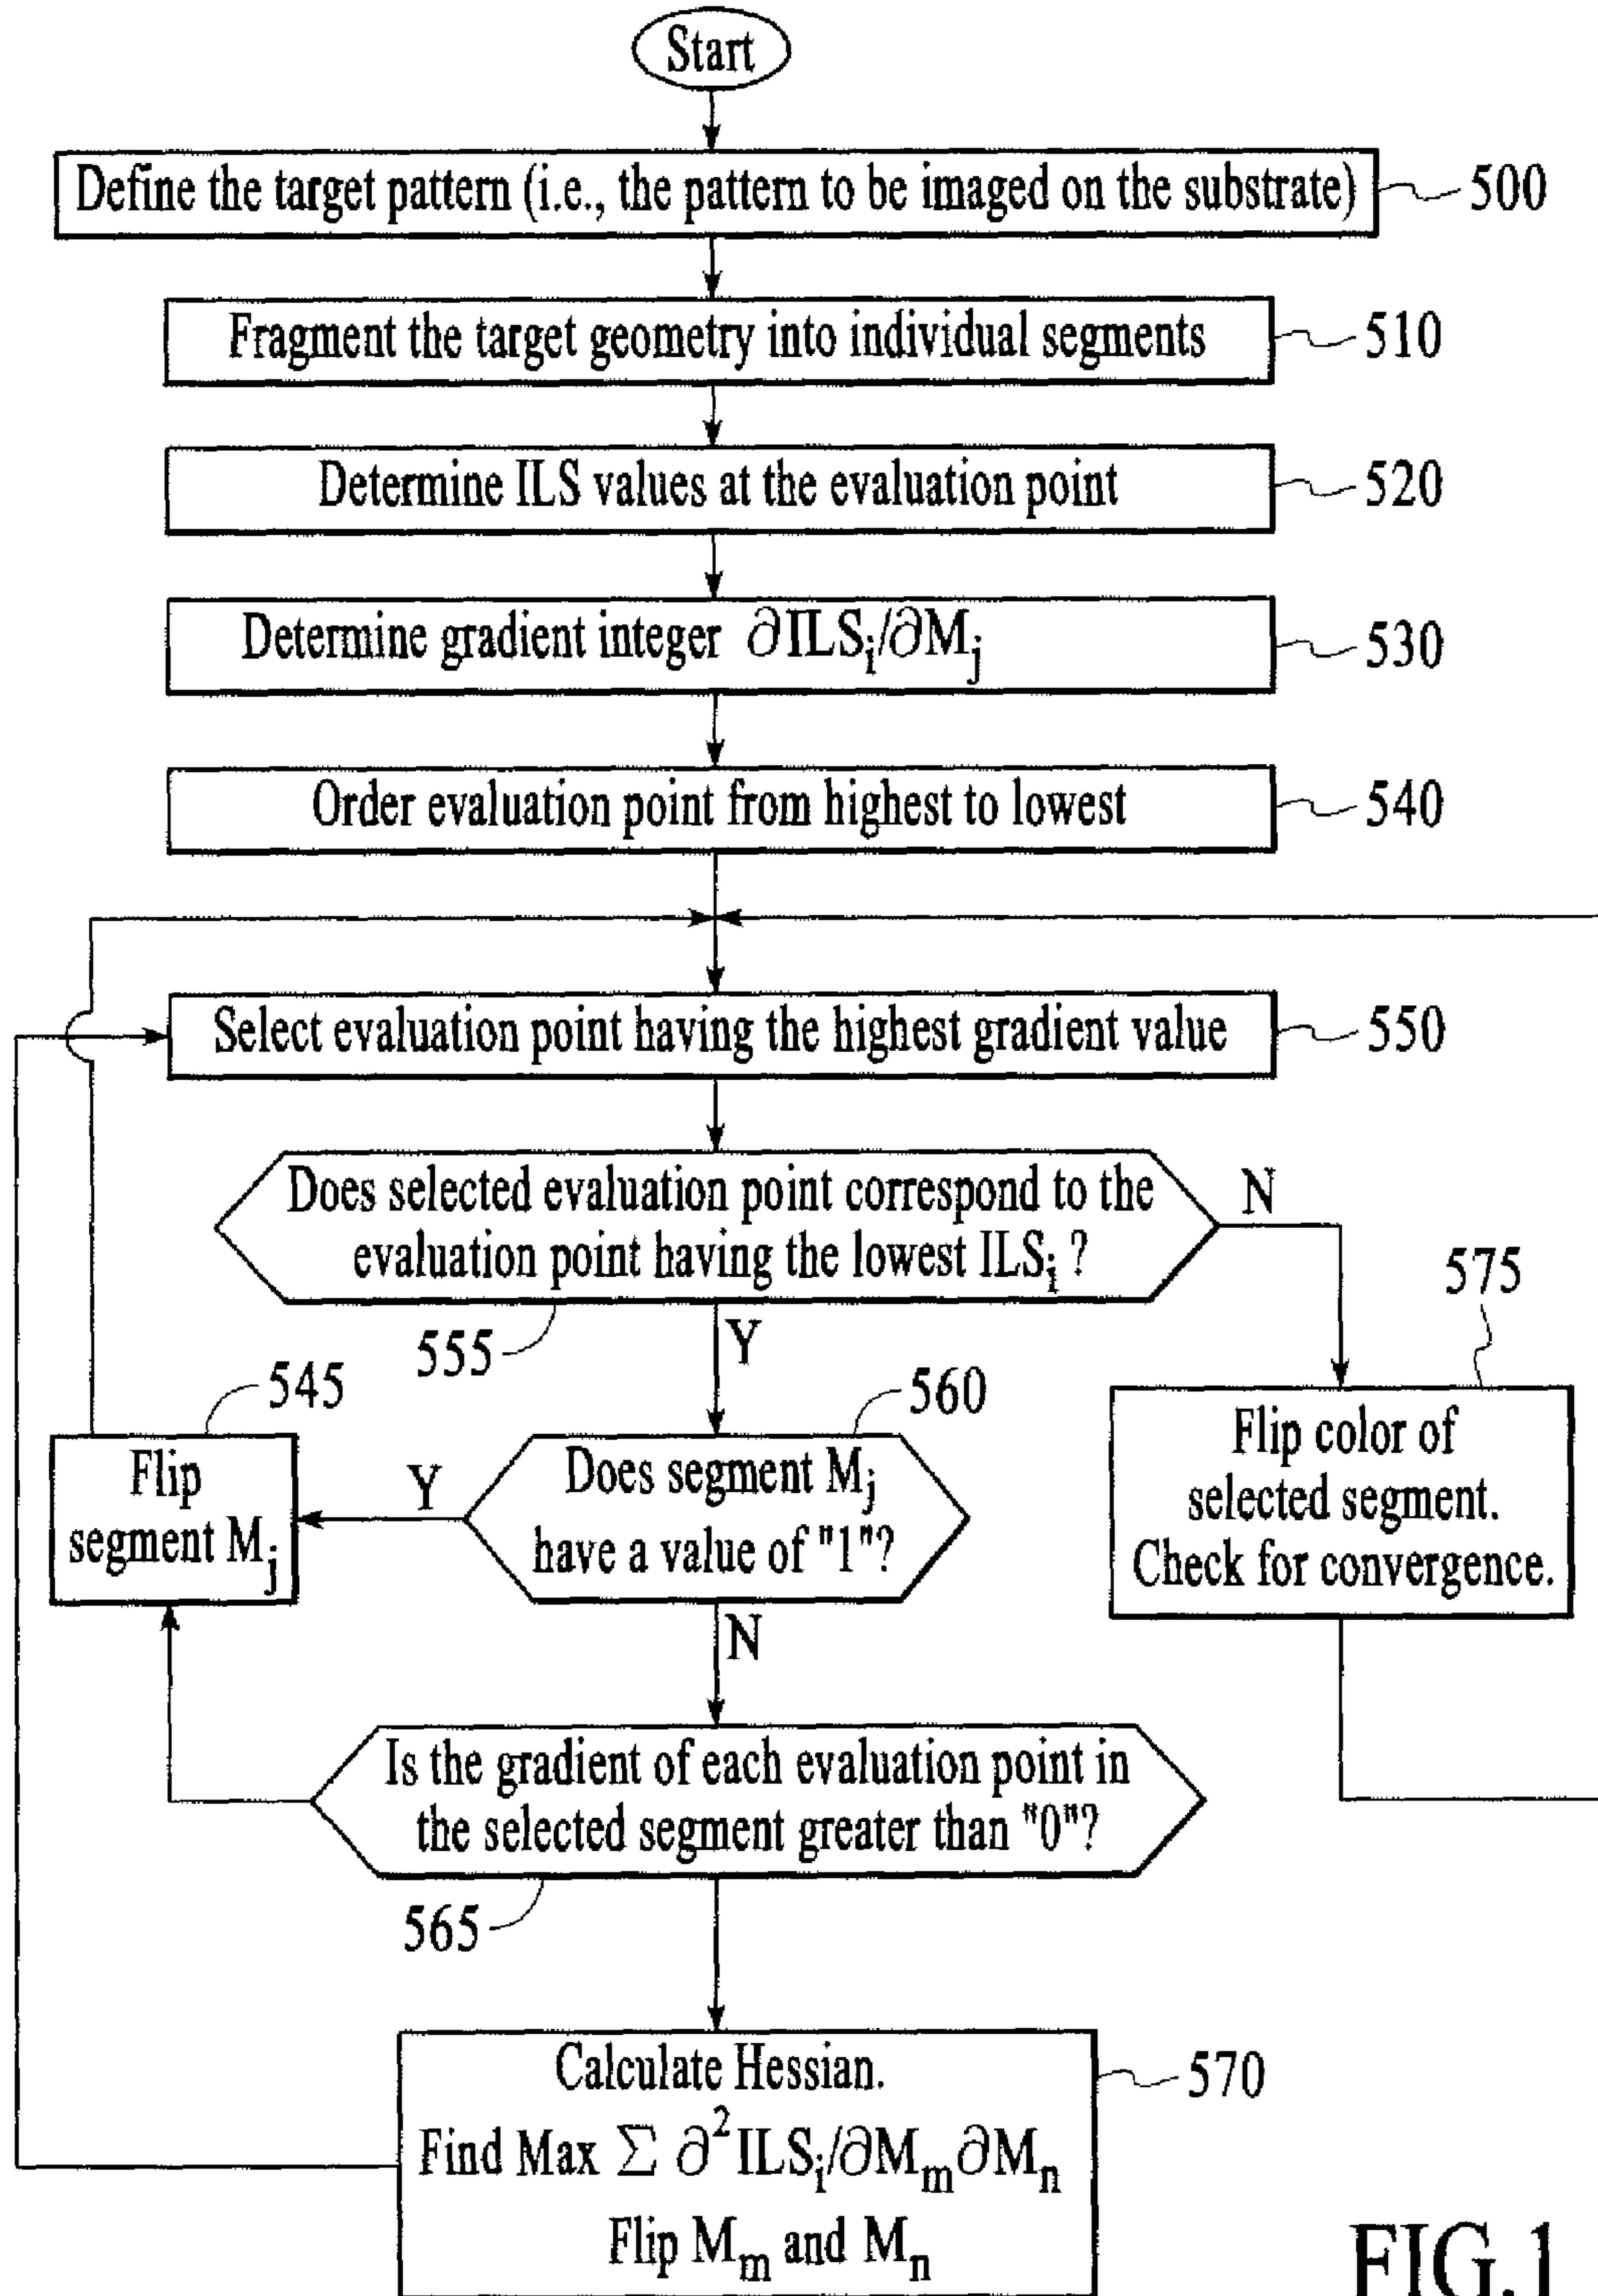 Start
Define the target pattern (i.e., the pattern to be imaged on the substrate)
500
Fragment the target geometry into individual segments
510
Determine ILS values at the evaluation point
520
Determine gradient integer ∂ILSᵢ/∂Mⱼ
530
Order evaluation point from highest to lowest
540
Select evaluation point having the highest gradient value
550
Does selected evaluation point correspond to the
evaluation point having the lowest ILSᵢ ?
555
N
Y
575
Flip color of
selected segment.
Check for convergence.
545
Flip
segment Mⱼ
Y
560
Does segment Mⱼ
have a value of "1"?
N
Is the gradient of each evaluation point in
the selected segment greater than "0"?
565
Calculate Hessian.
Find Max ∑ ∂²ILSᵢ/∂Mₘ∂Mₙ
Flip Mₘ and Mₙ
570
FIG.1